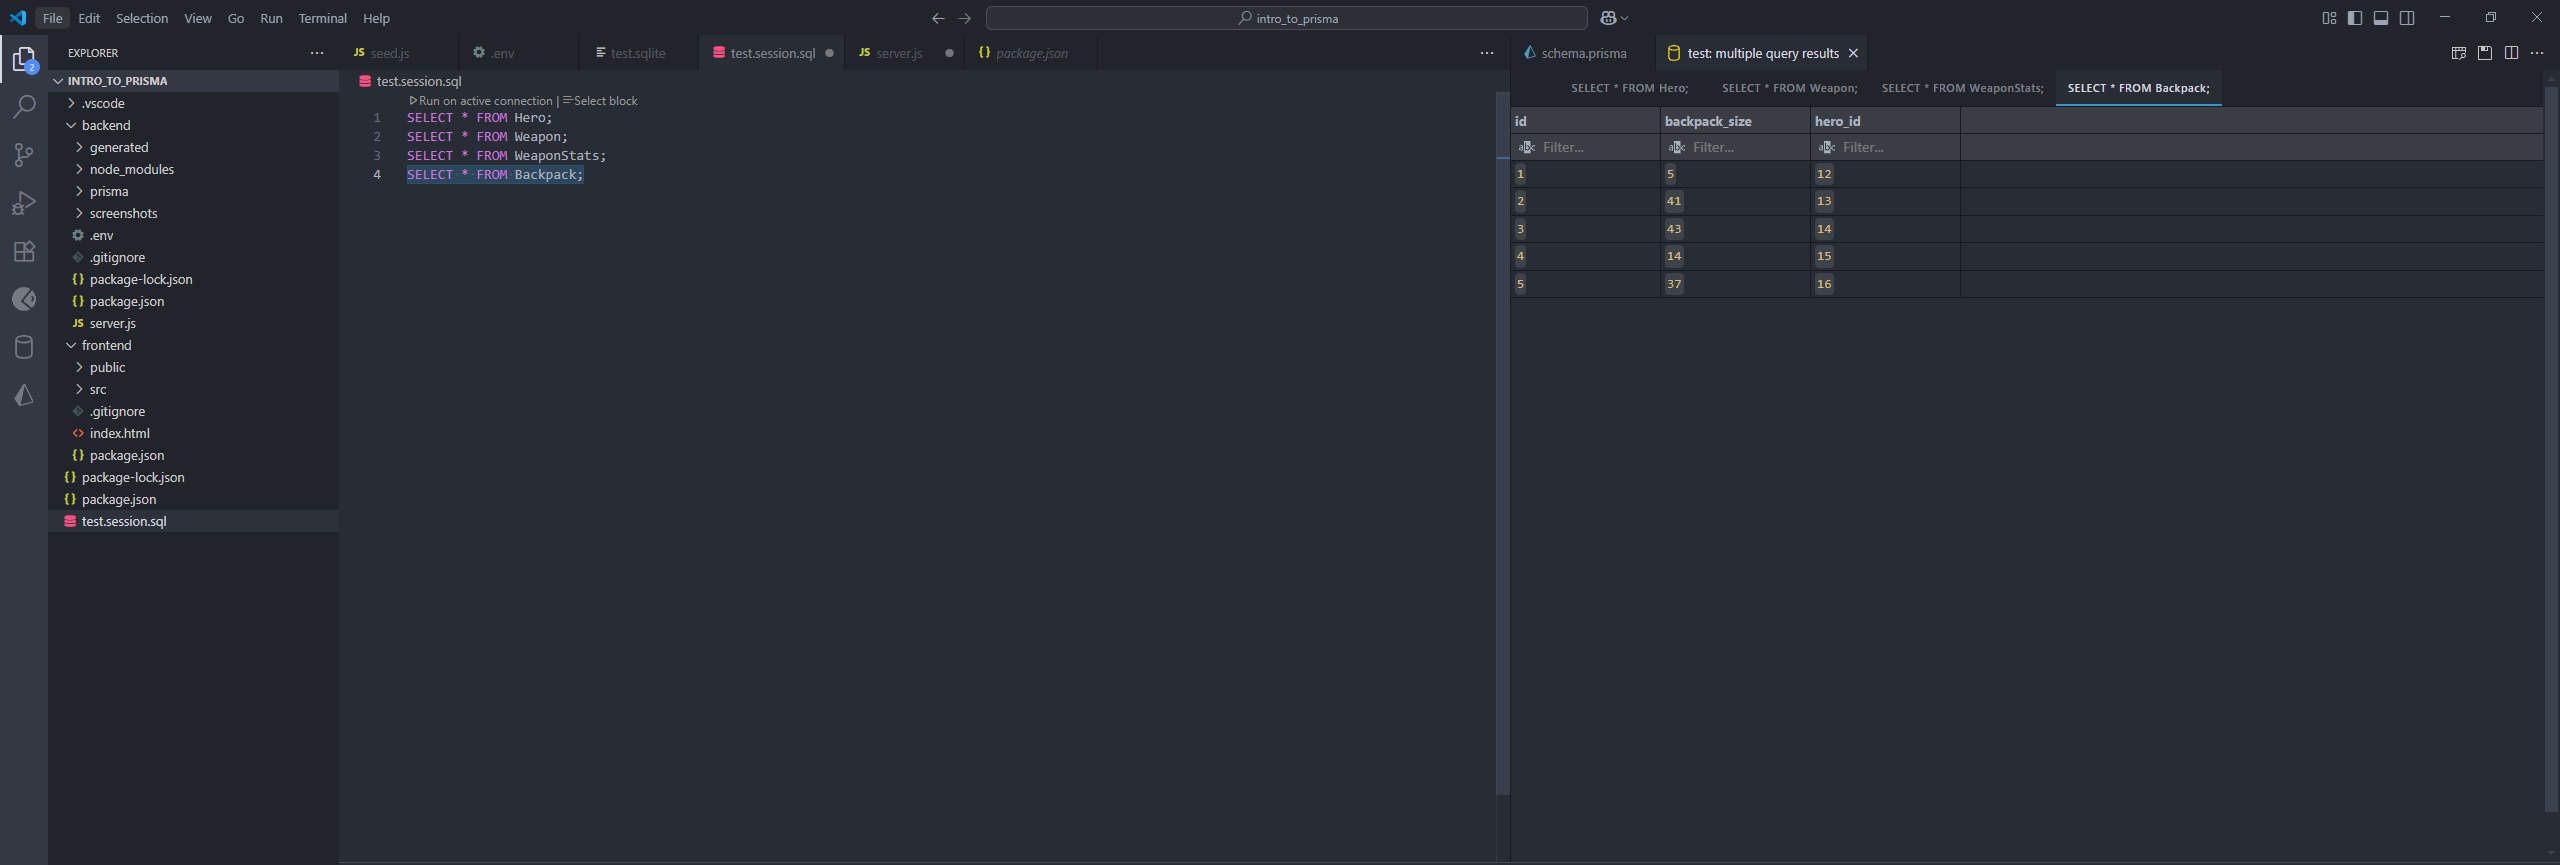 File Edit Selection View Go Run Terminal Help
intro_to_prisma
EXPLORER
2
INTRO_TO_PRISMA
.vscode
backend
generated
node_modules
prisma
screenshots
.env
.gitignore
package-lock.json
package.json
JS server.js
frontend
public
src
.gitignore
index.html
package.json
package-lock.json
package.json
test.session.sql
JS seed.js
.env
test.sqlite
test.session.sql
JS server.js
package.json
test.session.sql
Run on active connection | Select block
1 SELECT * FROM Hero;
2 SELECT * FROM Weapon;
3 SELECT * FROM WeaponStats;
4 SELECT * FROM Backpack;
schema.prisma
test: multiple query results
SELECT * FROM Hero; SELECT * FROM Weapon; SELECT * FROM WeaponStats; SELECT * FROM Backpack;
id backpack_size hero_id
abc Filter... abc Filter... abc Filter...
1 5 12
2 41 13
3 43 14
4 14 15
5 37 16